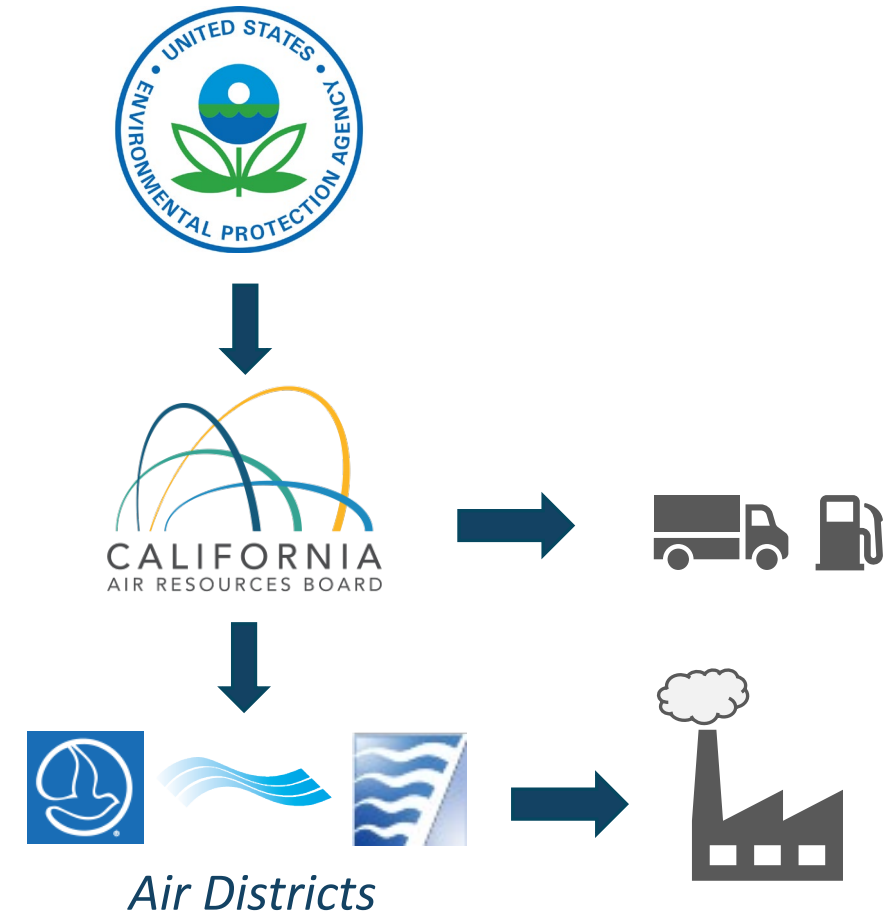 • UNITED STATES •
ENVIRONMENTAL PROTECTION AGENCY
CALIFORNIA
AIR RESOURCES BOARD
®
Air Districts